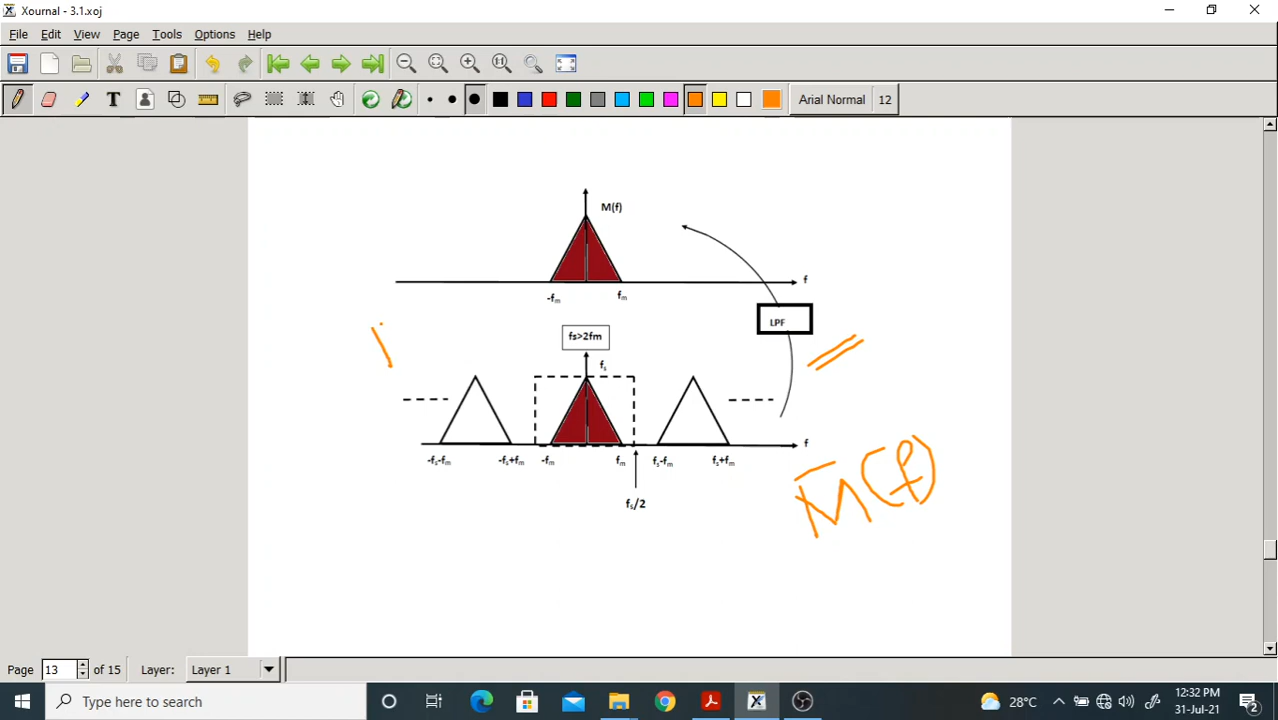 Xournal - 3.1.xoj
File Edit View Page Tools Options Help
Arial Normal 12
M(f)
f
-fm fm
LPF
fs>2fm
fs
f
-fs-fm -fs+fm -fm fm fs-fm fs+fm
fs/2
M̅(f)
Page 13 of 15 Layer: Layer 1
Type here to search
28°C
12:32 PM
31-Jul-21
2